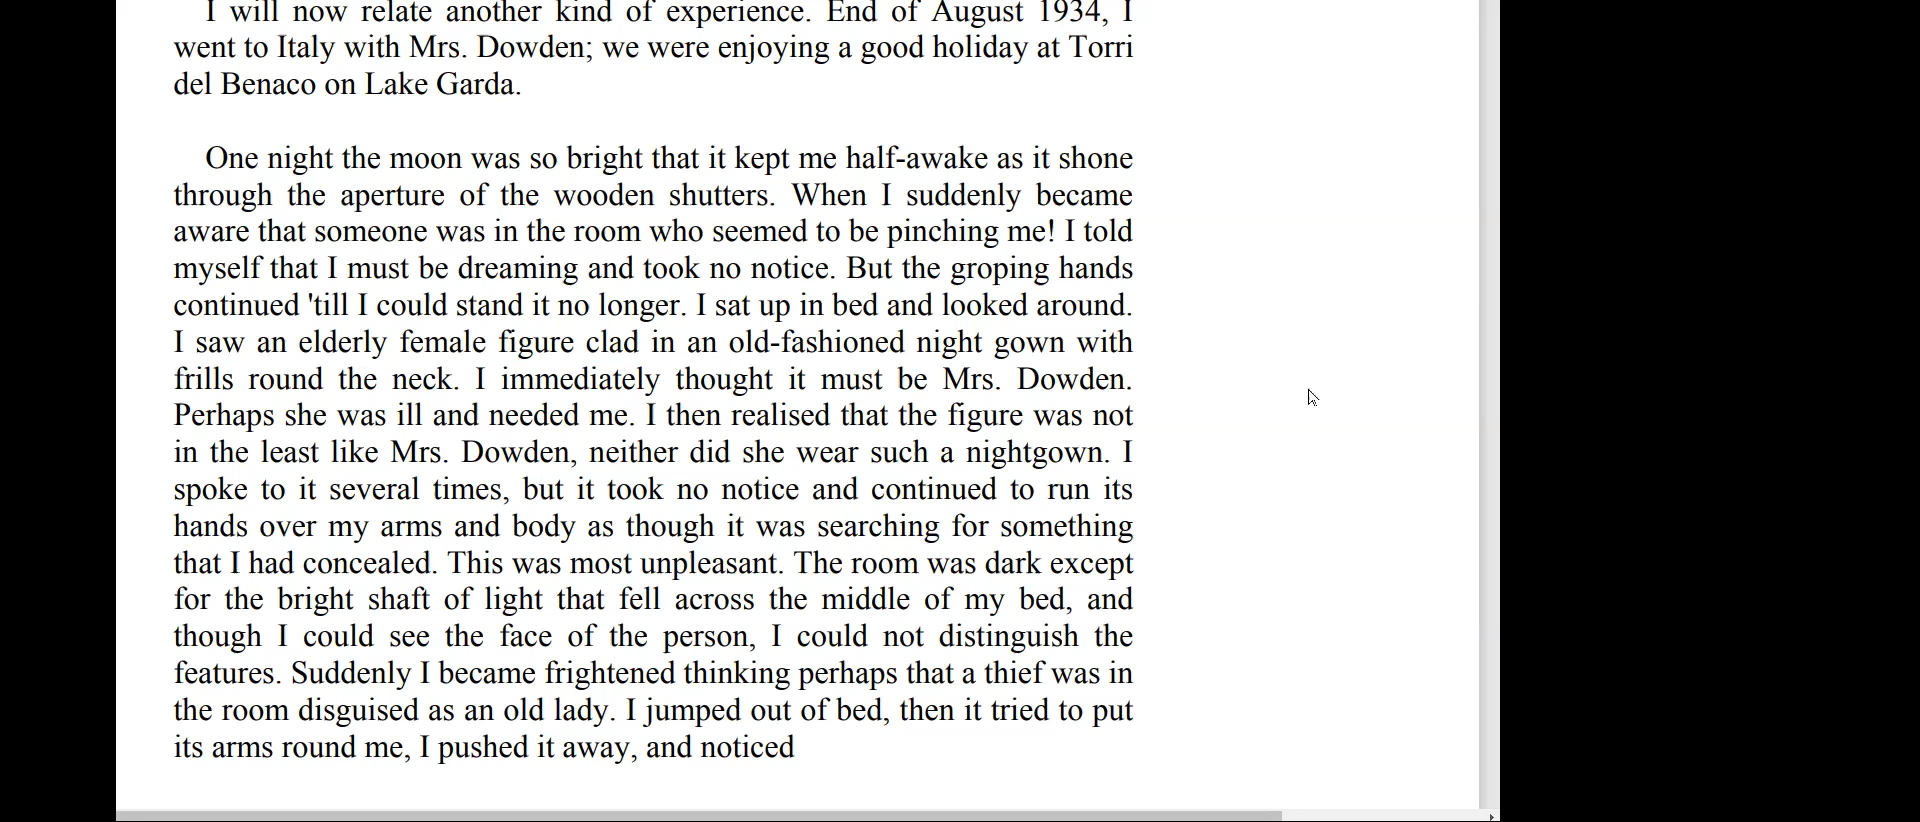 I will now relate another kind of experience. End of August 1934, I
went to Italy with Mrs. Dowden; we were enjoying a good holiday at Torri
del Benaco on Lake Garda.
One night the moon was so bright that it kept me half-awake as it shone
through the aperture of the wooden shutters. When I suddenly became
aware that someone was in the room who seemed to be pinching me! I told
myself that I must be dreaming and took no notice. But the groping hands
continued 'till I could stand it no longer. I sat up in bed and looked around.
I saw an elderly female figure clad in an old-fashioned night gown with
frills round the neck. I immediately thought it must be Mrs. Dowden.
Perhaps she was ill and needed me. I then realised that the figure was not
in the least like Mrs. Dowden, neither did she wear such a nightgown. I
spoke to it several times, but it took no notice and continued to run its
hands over my arms and body as though it was searching for something
that I had concealed. This was most unpleasant. The room was dark except
for the bright shaft of light that fell across the middle of my bed, and
though I could see the face of the person, I could not distinguish the
features. Suddenly I became frightened thinking perhaps that a thief was in
the room disguised as an old lady. I jumped out of bed, then it tried to put
its arms round me, I pushed it away, and noticed